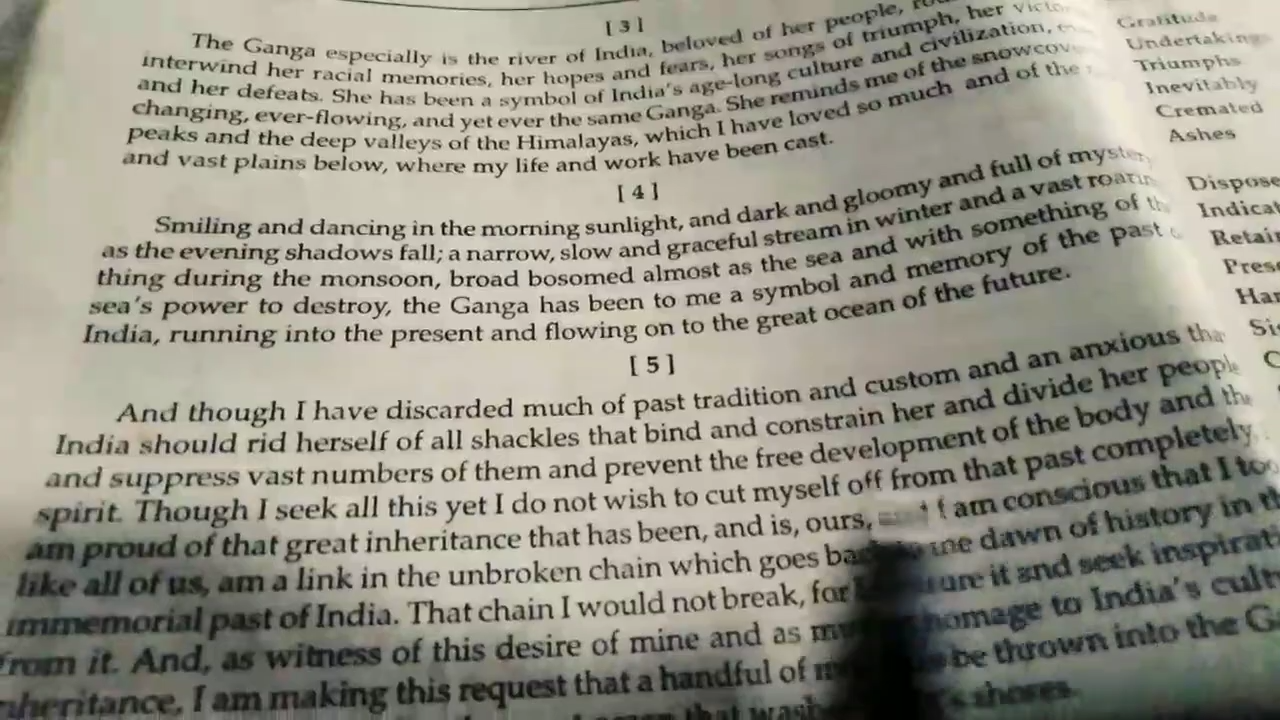 [ 3 ]
The Ganga especially is the river of India, beloved of her people,
interwind her racial memories, her hopes and fears, her songs of triumph, her
and her defeats. She has been a symbol of India's age-long culture and civilization,
changing, ever-flowing, and yet ever the same Ganga. She reminds me of the
peaks and the deep valleys of the Himalayas, which I have loved so much and of the
and vast plains below, where my life and work have been cast.
[ 4 ]
Smiling and dancing in the morning sunlight, and dark and gloomy and full of
as the evening shadows fall; a narrow, slow and graceful stream in winter and a vast
thing during the monsoon, broad bosomed almost as the sea and with something of
sea's power to destroy, the Ganga has been to me a symbol and memory of the past
India, running into the present and flowing on to the great ocean of the future.
[ 5 ]
And though I have discarded much of past tradition and custom and an anxious
India should rid herself of all shackles that bind and constrain her and divide her
and suppress vast numbers of them and prevent the free development of the body and
spirit. Though I seek all this yet I do not wish to cut myself off from that past completely
am proud of that great inheritance that has been, and is, ours, I am conscious that I
like all of us, am a link in the unbroken chain which goes dawn of history in
immemorial past of India. That chain I would not break, for it and seek
from it. And, as witness of this desire of mine and as homage to India's
inheritance, I am making this request that a handful of be thrown into the
that shores.
Gratitude
Undertakings
Triumphs
Inevitably
Cremated
Ashes